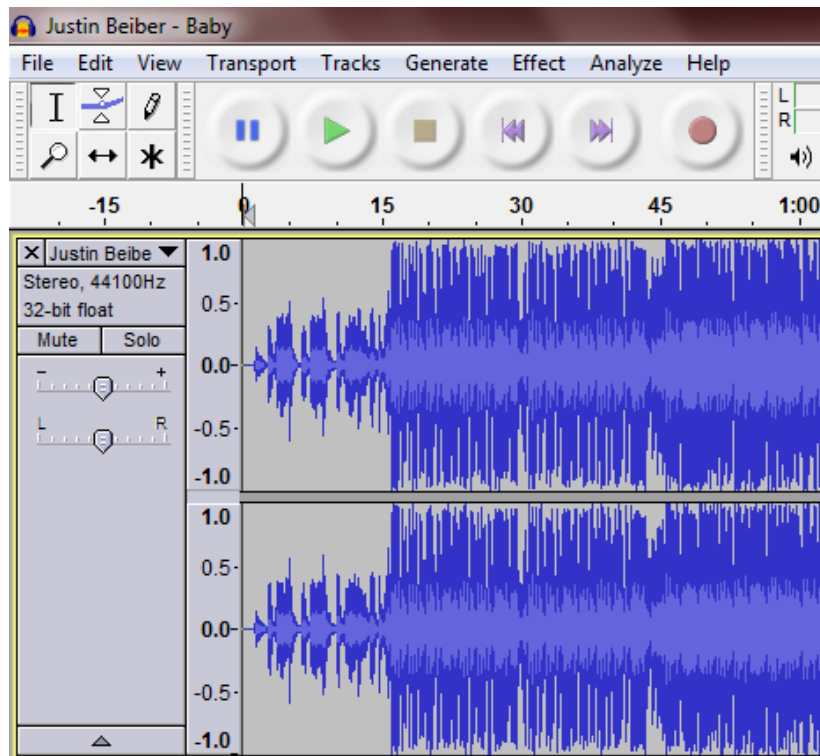 Justin Beiber - Baby
File Edit View Transport Tracks Generate Effect Analyze Help
L
R
-15 0 15 30 45 1:00
X Justin Beibe
Stereo, 44100Hz
32-bit float
Mute Solo
- +
L R
1.0
0.5-
0.0-
-0.5-
-1.0
1.0
0.5-
0.0-
-0.5-
-1.0